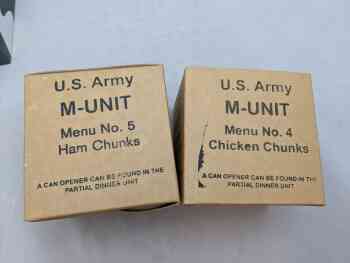 U.S. Army
M-UNIT
Menu No. 5
Ham Chunks
A CAN OPENER CAN BE FOUND IN THE
PARTIAL DINNER UNIT
U.S. Army
M-UNIT
Menu No. 4
Chicken Chunks
A CAN OPENER CAN BE FOUND IN THE
PARTIAL DINNER UNIT